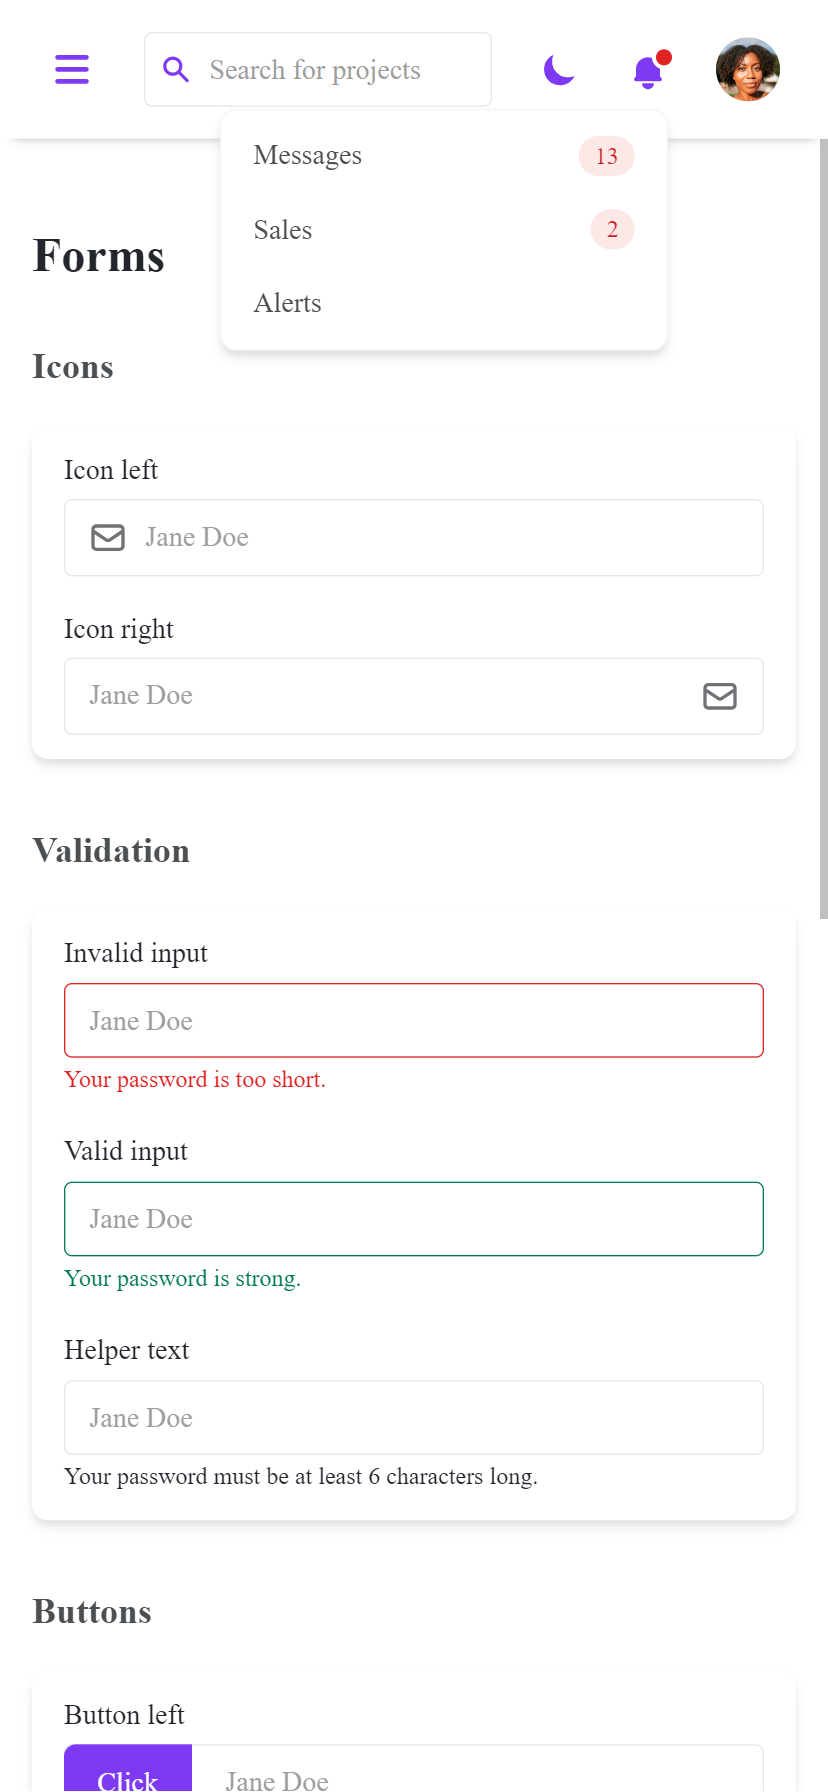 Search for projects
Messages 13
Sales 2
Alerts
Forms
Icons
Icon left
Jane Doe
Icon right
Jane Doe
Validation
Invalid input
Jane Doe
Your password is too short.
Valid input
Jane Doe
Your password is strong.
Helper text
Jane Doe
Your password must be at least 6 characters long.
Buttons
Button left
Click Jane Doe